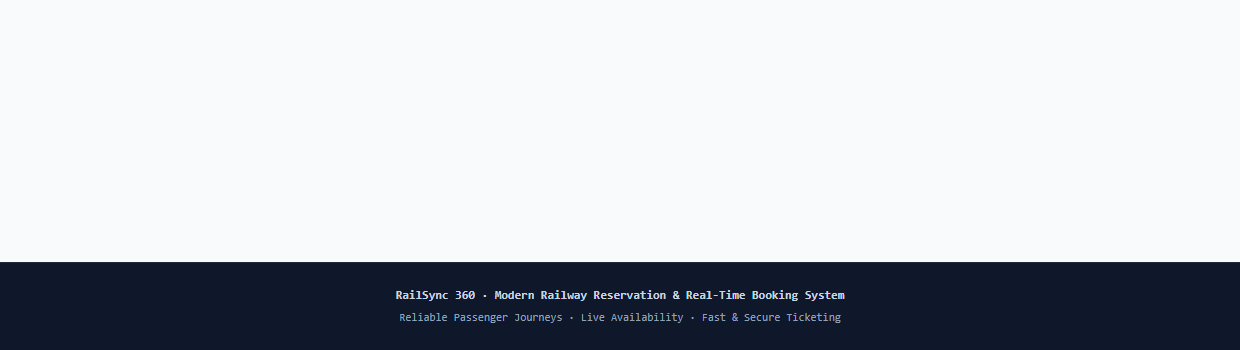 RailSync 360 · Modern Railway Reservation & Real-Time Booking System
Reliable Passenger Journeys · Live Availability · Fast & Secure Ticketing